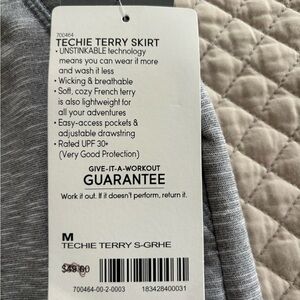 700464
TECHIE TERRY SKIRT
• UNSTINKABLE technology
means you can wear it more
and wash it less
• Wicking & breathable
• Soft, cozy French terry
is also lightweight for
all your adventures
• Easy-access pockets &
adjustable drawstring
• Rated UPF 30+
(Very Good Protection)
GIVE-IT-A-WORKOUT
GUARANTEE
Work it out. If it doesn't perform, return it.
M
TECHIE TERRY S-GRHE
700464-00-2-0003
183428400031